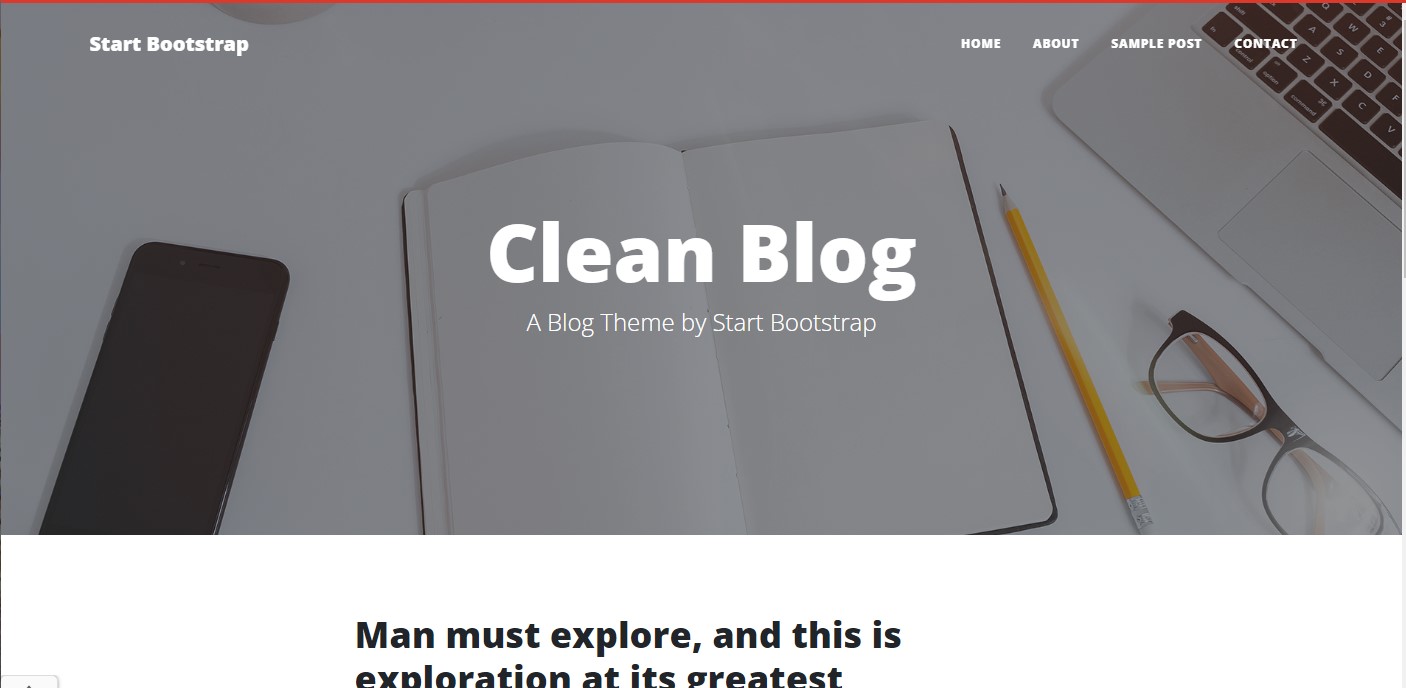 Start Bootstrap
HOME ABOUT SAMPLE POST CONTACT
Clean Blog
A Blog Theme by Start Bootstrap
Man must explore, and this is
exploration at its greatest